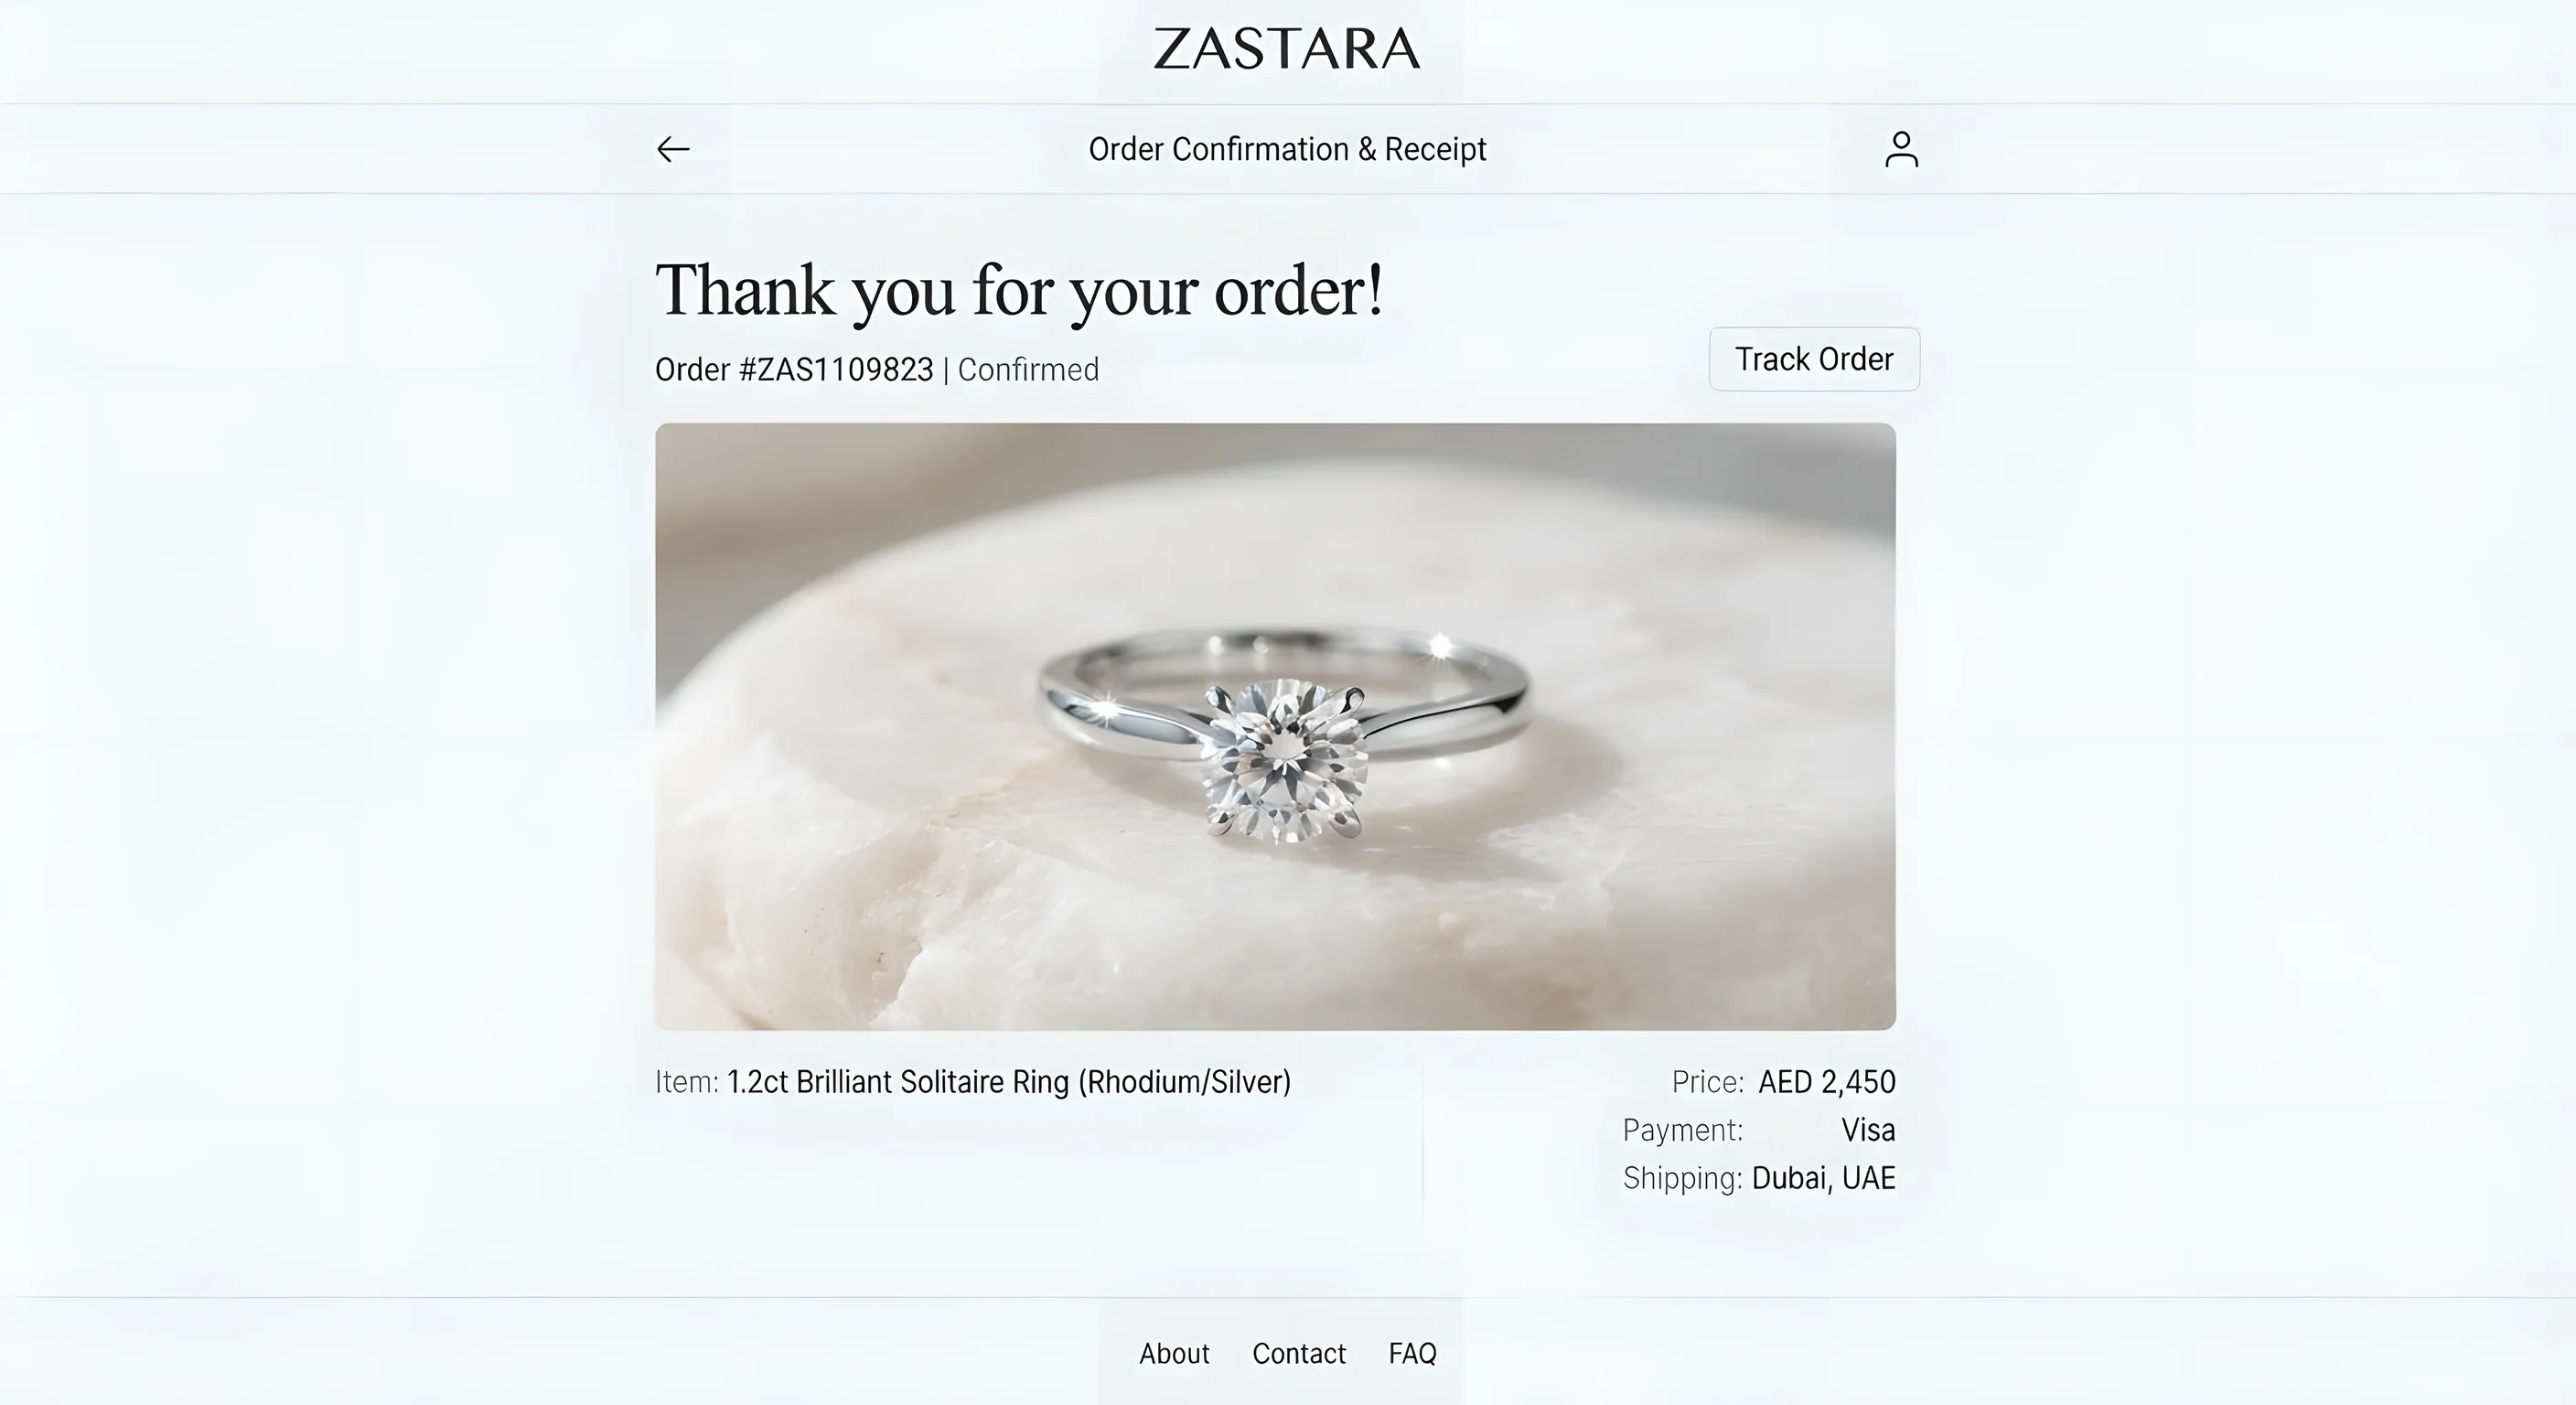 ZASTARA
Order Confirmation & Receipt
Thank you for your order!
Order #ZAS1109823 | Confirmed
Track Order
Item: 1.2ct Brilliant Solitaire Ring (Rhodium/Silver)
Price: AED 2,450
Payment: Visa
Shipping: Dubai, UAE
About Contact FAQ